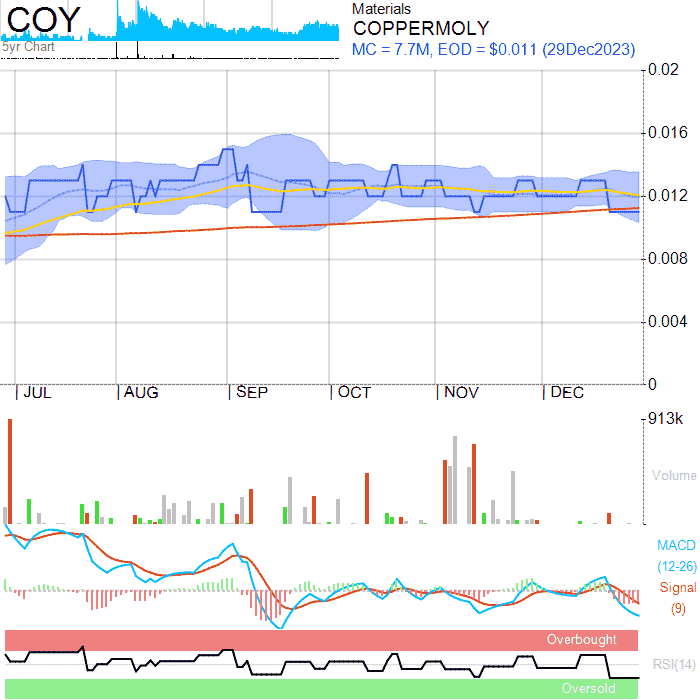 COY
5yr Chart
Materials
COPPERMOLY
MC = 7.7M, EOD = $0.011 (29Dec2023)
0.02
0.016
0.012
0.008
0.004
0
| JUL | AUG | SEP | OCT | NOV | DEC
913k
Volume
MACD
(12-26)
Signal
(9)
Overbought
RSI(14)
Oversold